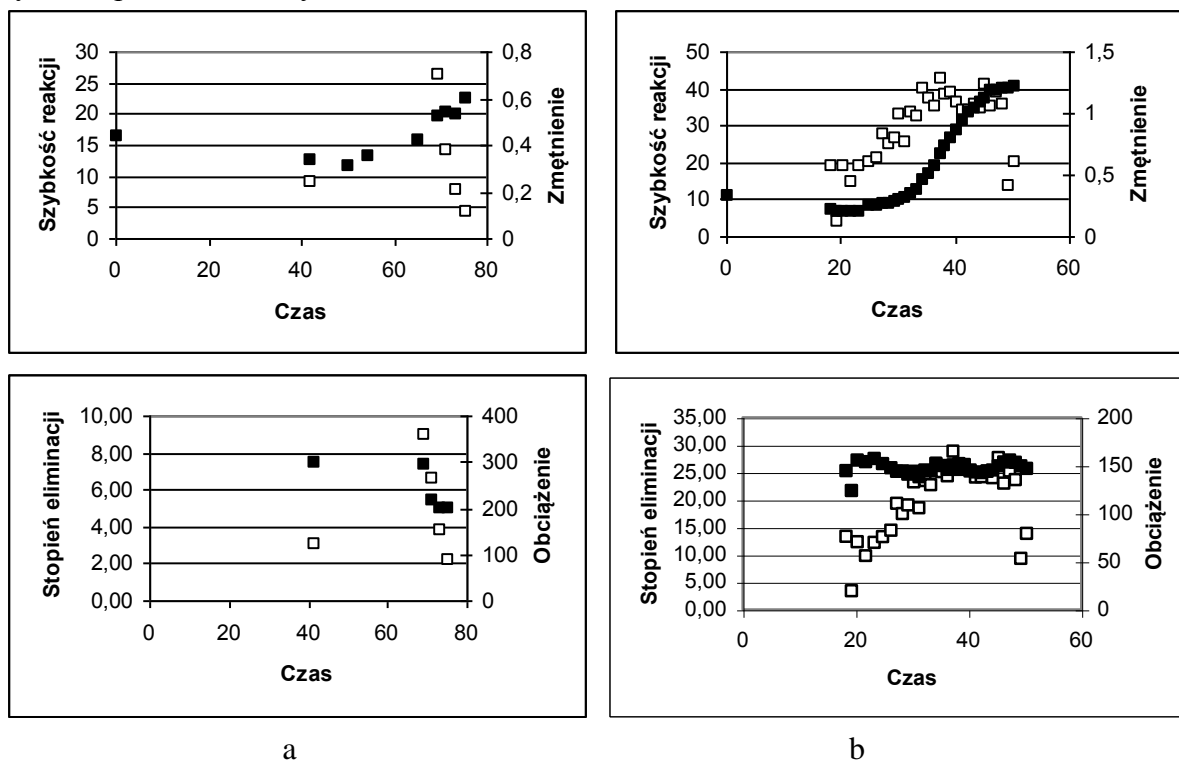 30
25
20
15
10
5
0
Szybkość reakcji
0,8
0,6
0,4
0,2
0
Zmętnienie
0 20 40 60 80
Czas
50
40
30
20
10
0
Szybkość reakcji
1,5
1
0,5
0
Zmętnienie
0 20 40 60
Czas
10,00
8,00
6,00
4,00
2,00
0,00
Stopień eliminacji
400
300
200
100
0
Obciążenie
0 20 40 60 80
Czas
35,00
30,00
25,00
20,00
15,00
10,00
5,00
0,00
Stopień eliminacji
200
150
100
50
0
Obciążenie
0 20 40 60
Czas
a b